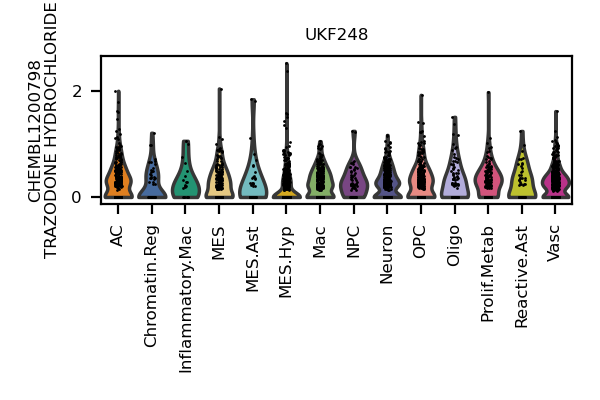 UKF248
CHEMBL1200798
TRAZODONE HYDROCHLORIDE
2
0
AC
Chromatin.Reg
Inflammatory.Mac
MES
MES.Ast
MES.Hyp
Mac
NPC
Neuron
OPC
Oligo
Prolif.Metab
Reactive.Ast
Vasc